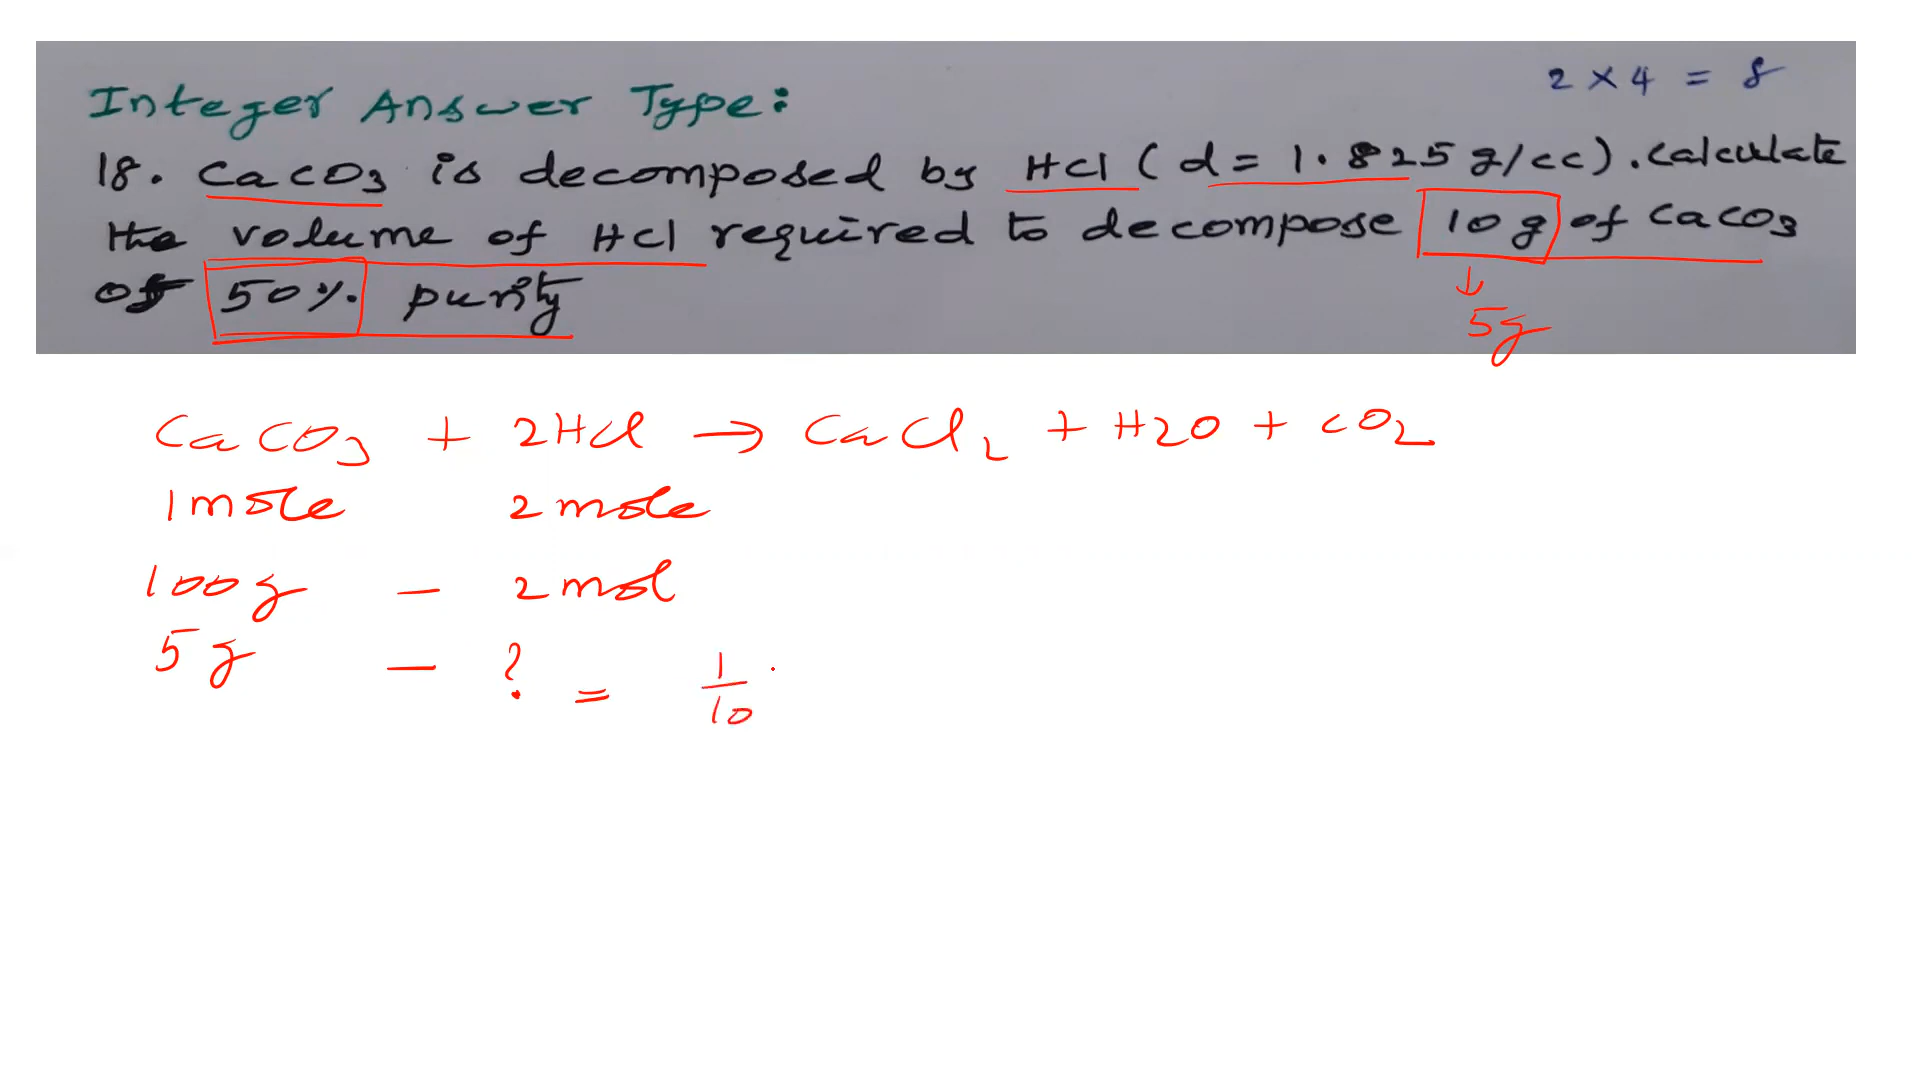 2 × 4 = 8
Integer Answer Type:
18. CaCO3 is decomposed by HCl (d = 1.825 g/cc). Calculate
the volume of HCl required to decompose 10 g of CaCO3
of 50% purity
↓
5g
CaCO3 + 2HCl → CaCl2 + H2O + CO2
1 mole 2 mole
100g – 2 mol
5g – ? = 1/10